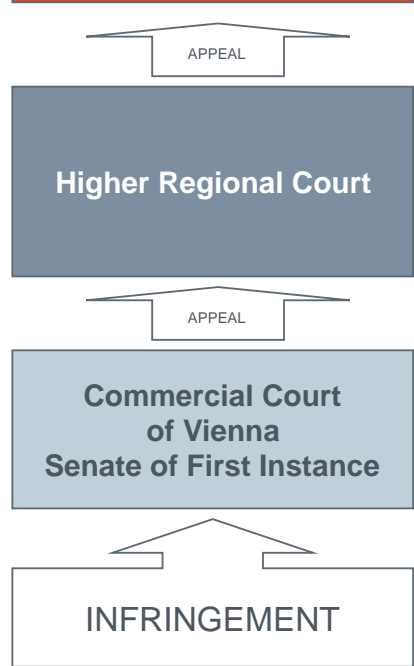 APPEAL
Higher Regional Court
APPEAL
Commercial Court
of Vienna
Senate of First Instance
INFRINGEMENT